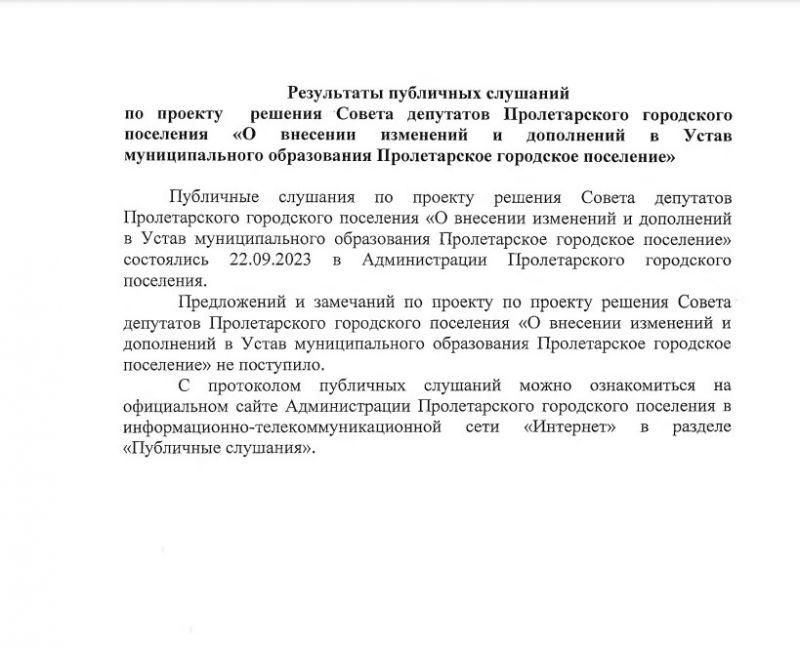 Результаты публичных слушаний
по проекту решения Совета депутатов Пролетарского городского
поселения «О внесении изменений и дополнений в Устав
муниципального образования Пролетарское городское поселение»
Публичные слушания по проекту решения Совета депутатов
Пролетарского городского поселения «О внесении изменений и дополнений
в Устав муниципального образования Пролетарское городское поселение»
состоялись 22.09.2023 в Администрации Пролетарского городского
поселения.
Предложений и замечаний по проекту по проекту решения Совета
депутатов Пролетарского городского поселения «О внесении изменений и
дополнений в Устав муниципального образования Пролетарское городское
поселение» не поступило.
С протоколом публичных слушаний можно ознакомиться на
официальном сайте Администрации Пролетарского городского поселения в
информационно-телекоммуникационной сети «Интернет» в разделе
«Публичные слушания».